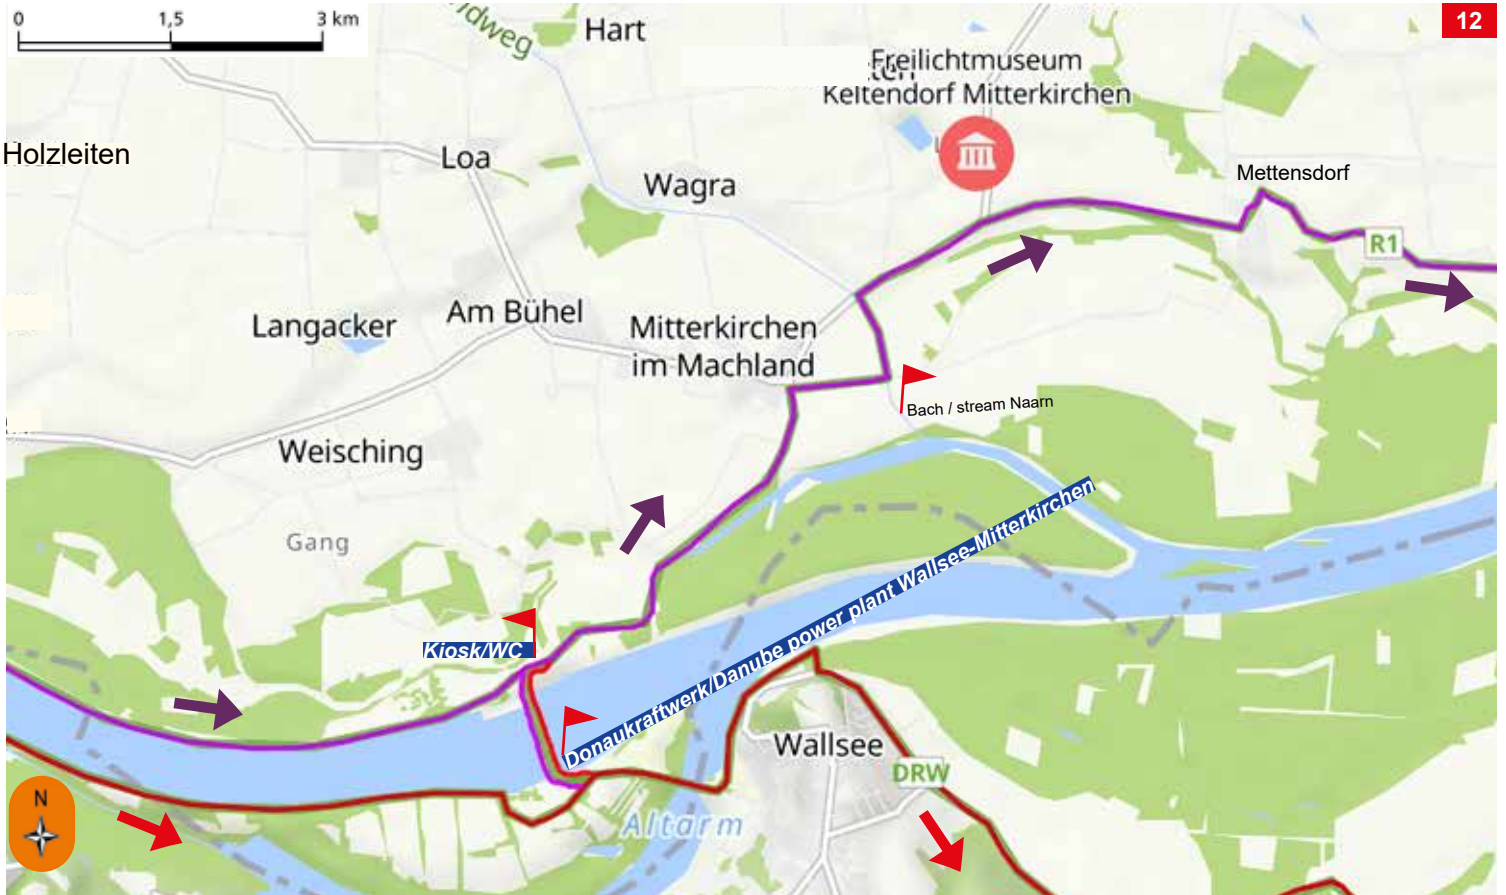 0 1,5 3 km
12
Hart
Freilichtmuseum
Keltendorf Mitterkirchen
Holzleiten
Loa
Wagra
Mettensdorf
R1
Langacker
Am Bühel
Mitterkirchen
im Machland
Bach / stream Naarn
Weisching
Gang
Kiosk/WC
Donaukraftwerk/Danube power plant Wallsee-Mitterkirchen
Wallsee
DRW
N
Altarm